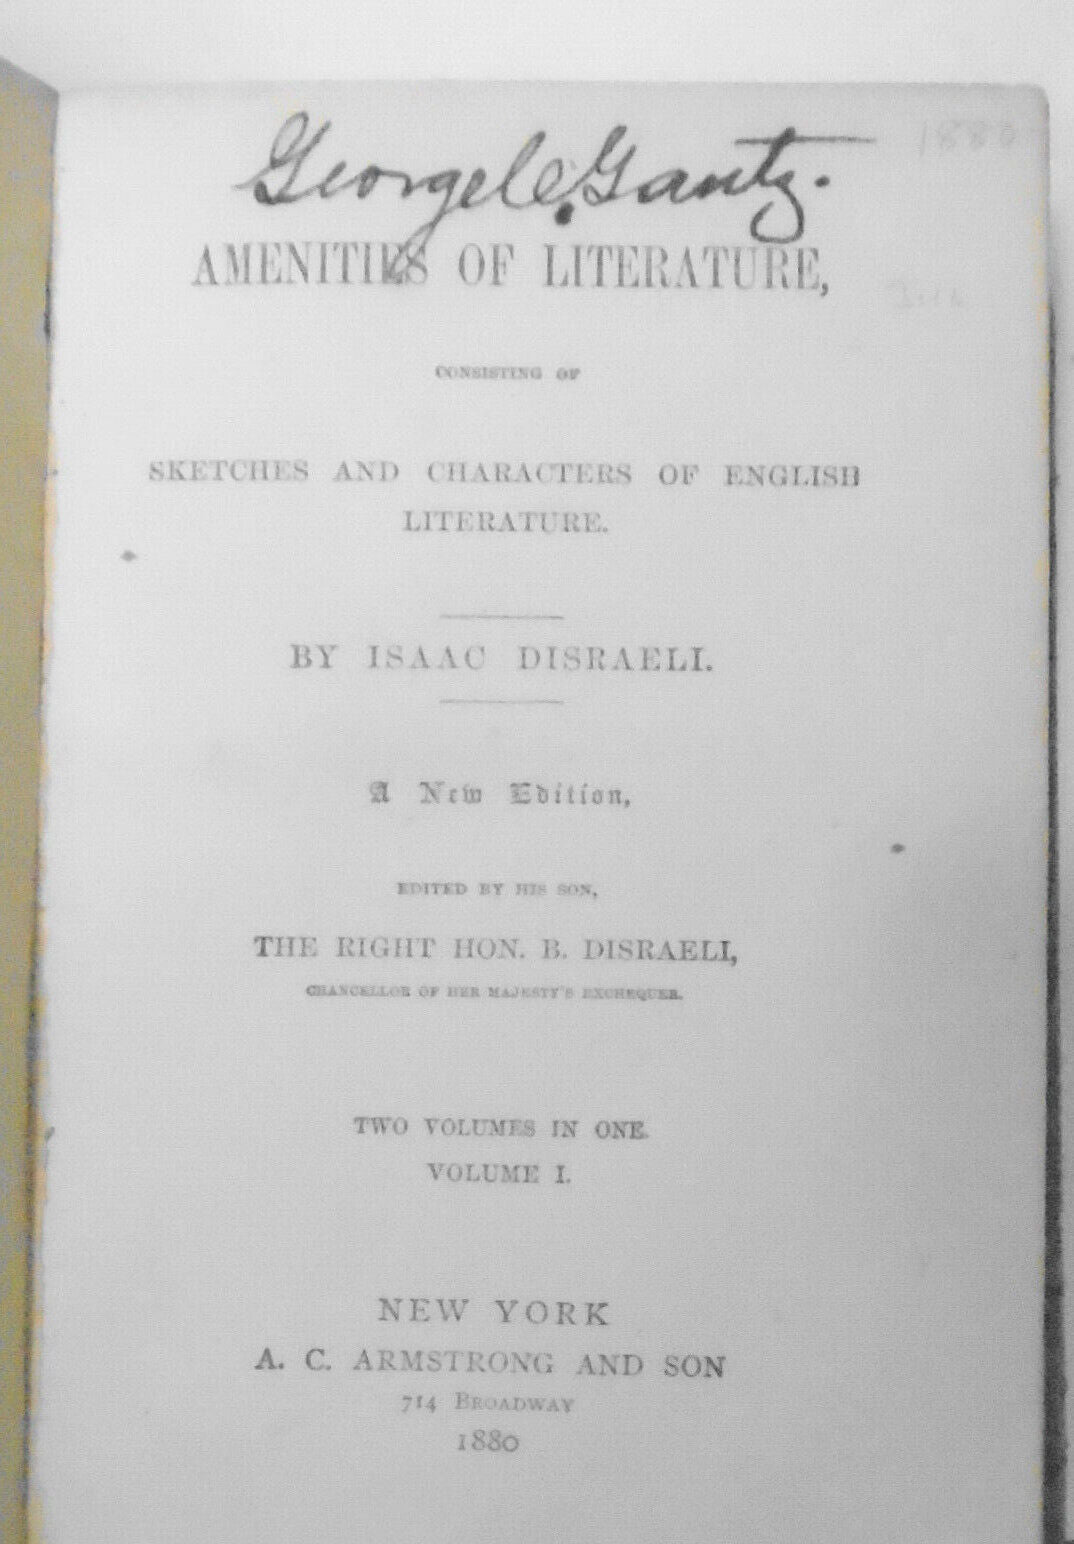 1880
George C. Gantz.
AMENITIES OF LITERATURE,
CONSISTING OF
SKETCHES AND CHARACTERS OF ENGLISH
LITERATURE.
BY ISAAC DISRAELI.
A New Edition,
EDITED BY HIS SON,
THE RIGHT HON. B. DISRAELI,
CHANCELLOR OF HER MAJESTY'S EXCHEQUER.
TWO VOLUMES IN ONE.
VOLUME I.
NEW YORK
A. C. ARMSTRONG AND SON
714 BROADWAY
1880